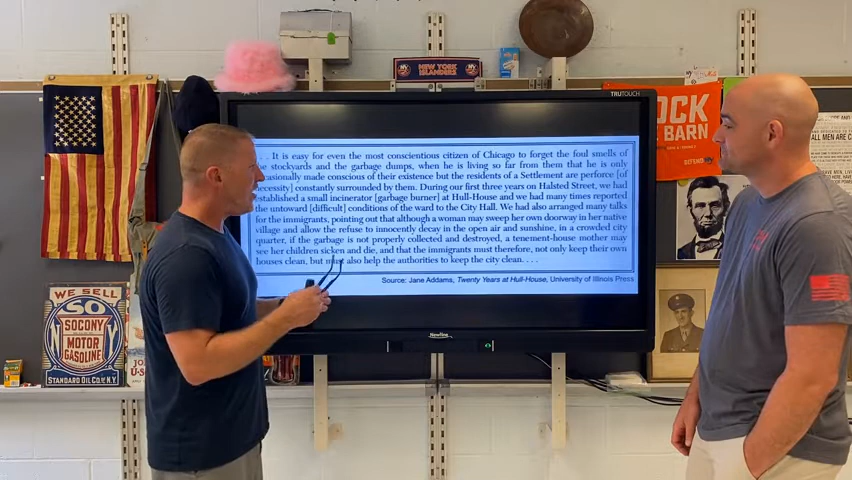 NEW YORK
ISLANDERS
TRUTOUCH
OCK
BARN
DEFEND
ALL MEN ARE
. . . It is easy for even the most conscientious citizen of Chicago to forget the foul smells of
stockyards and the garbage dumps, when he is living so far from them that he is only
made conscious of their existence but the residents of a Settlement are perforce [of
constantly surrounded by them. During our first three years on Halsted Street, we had
established a small incinerator [garbage burner] at Hull-House and we had many times reported
the untoward [difficult] conditions of the ward to the City Hall. We had also arranged many talks
for the immigrants, pointing out that although a woman may sweep her own doorway in her native
village and allow the refuse to innocently decay in the open air and sunshine, in a crowded city
quarter, if the garbage is not properly collected and destroyed, a tenement-house mother may
see her children sicken and die, and that the immigrants must therefore, not only keep their own
houses clean, but must also help the authorities to keep the city clean. . . .
Source: Jane Addams, Twenty Years at Hull-House, University of Illinois Press
Newline
WE SELL
SO
SOCONY
MOTOR
GASOLINE
STANDARD OIL CO. of N.Y.